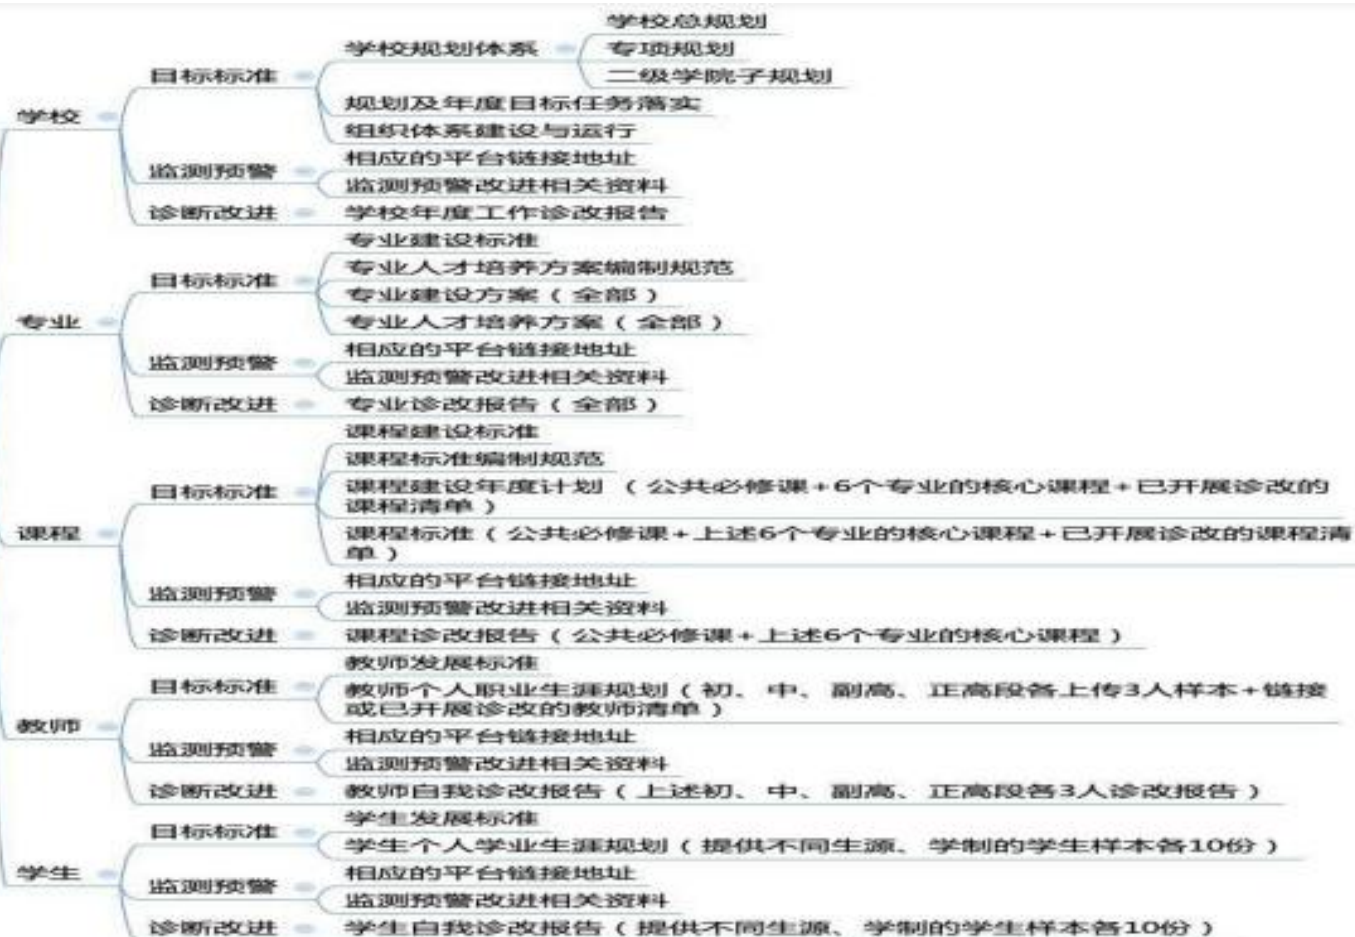 学校总规划
学校规划体系
专项规划
目标标准
二级学院子规划
规划及年度目标任务落实
学校
组织体系建设与运行
相应的平台链接地址
监测预警
监测预警改进相关资料
诊断改进
学校年度工作诊改报告
专业建设标准
专业人才培养方案编制规范
目标标准
专业建设方案（全部）
专业
专业人才培养方案（全部）
相应的平台链接地址
监测预警
监测预警改进相关资料
诊断改进
专业诊改报告（全部）
课程建设标准
课程标准编制规范
目标标准
课程建设年度计划（公共必修课+6个专业的核心课程+已开展诊改的
课程清单）
课程
课程标准（公共必修课+上述6个专业的核心课程+已开展诊改的课程清
单）
相应的平台链接地址
监测预警
监测预警改进相关资料
诊断改进
课程诊改报告（公共必修课+上述6个专业的核心课程）
教师发展标准
目标标准
教师个人职业生涯规划（初、中、副高、正高段各上传3人样本+链接
或已开展诊改的教师清单）
教师
相应的平台链接地址
监测预警
监测预警改进相关资料
诊断改进
教师自我诊改报告（上述初、中、副高、正高段各3人诊改报告）
学生发展标准
目标标准
学生个人学业生涯规划（提供不同生源、学制的学生样本各10份）
学生
相应的平台链接地址
监测预警
监测预警改进相关资料
诊断改进
学生自我诊改报告（提供不同生源、学制的学生样本各10份）